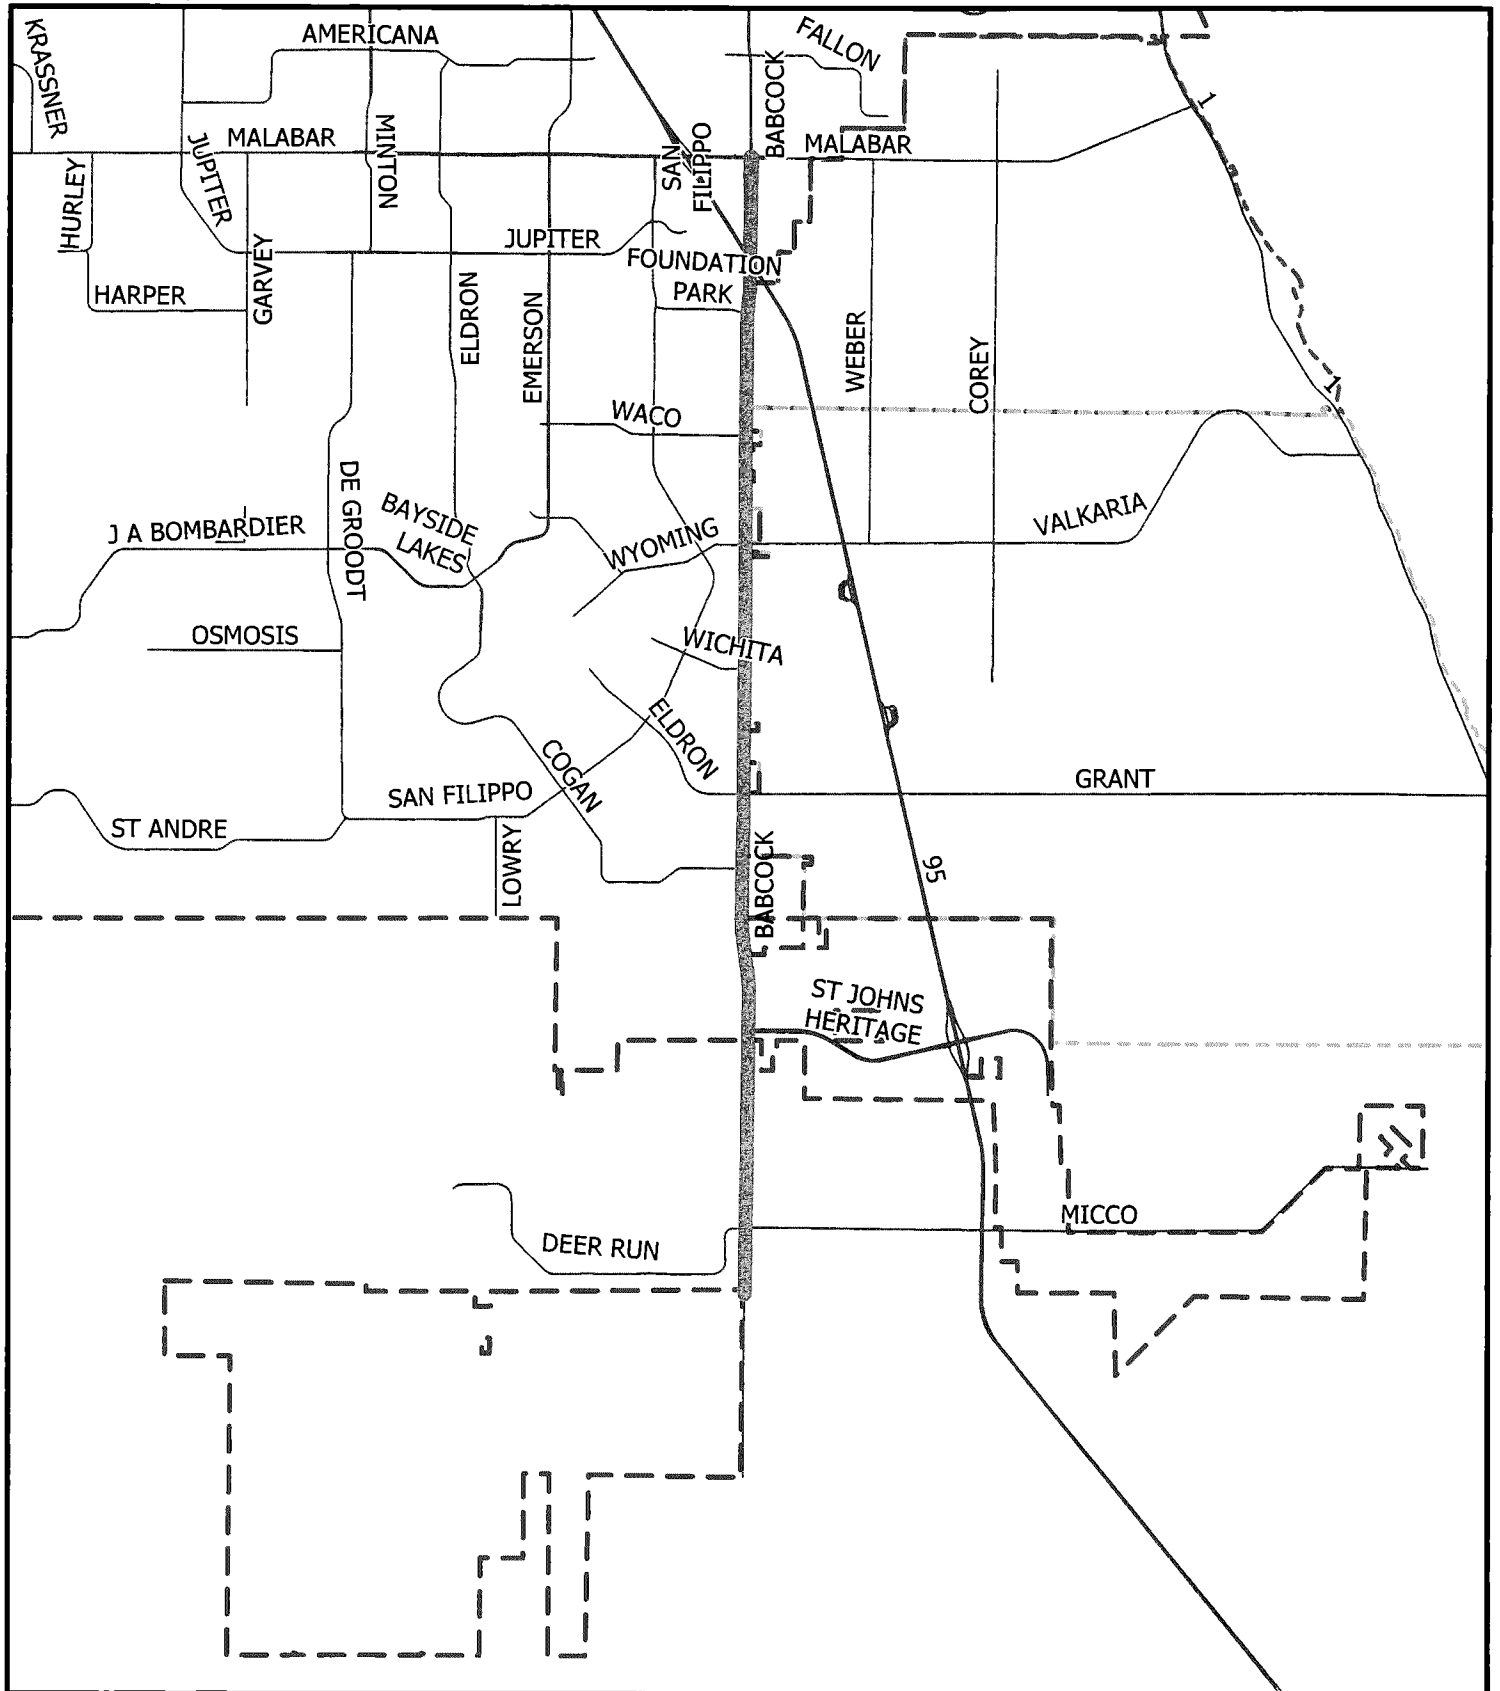 KRASSNER
AMERICANA
FALLON
BABCOCK
1
MALABAR
MINTON
JUPITER
SAN
FILIPPO
MALABAR
HURLEY
JUPITER
FOUNDATION
PARK
GARVEY
HARPER
ELDRON
EMERSON
WEBER
COREY
1
WACO
DE GROODT
J A BOMBARDIER
BAYSIDE
LAKES
WYOMING
VALKARIA
OSMOSIS
WICHITA
ELDRON
COGAN
SAN FILIPPO
GRANT
ST ANDRE
LOWRY
BABCOCK
95
ST JOHNS
HERITAGE
MICCO
DEER RUN